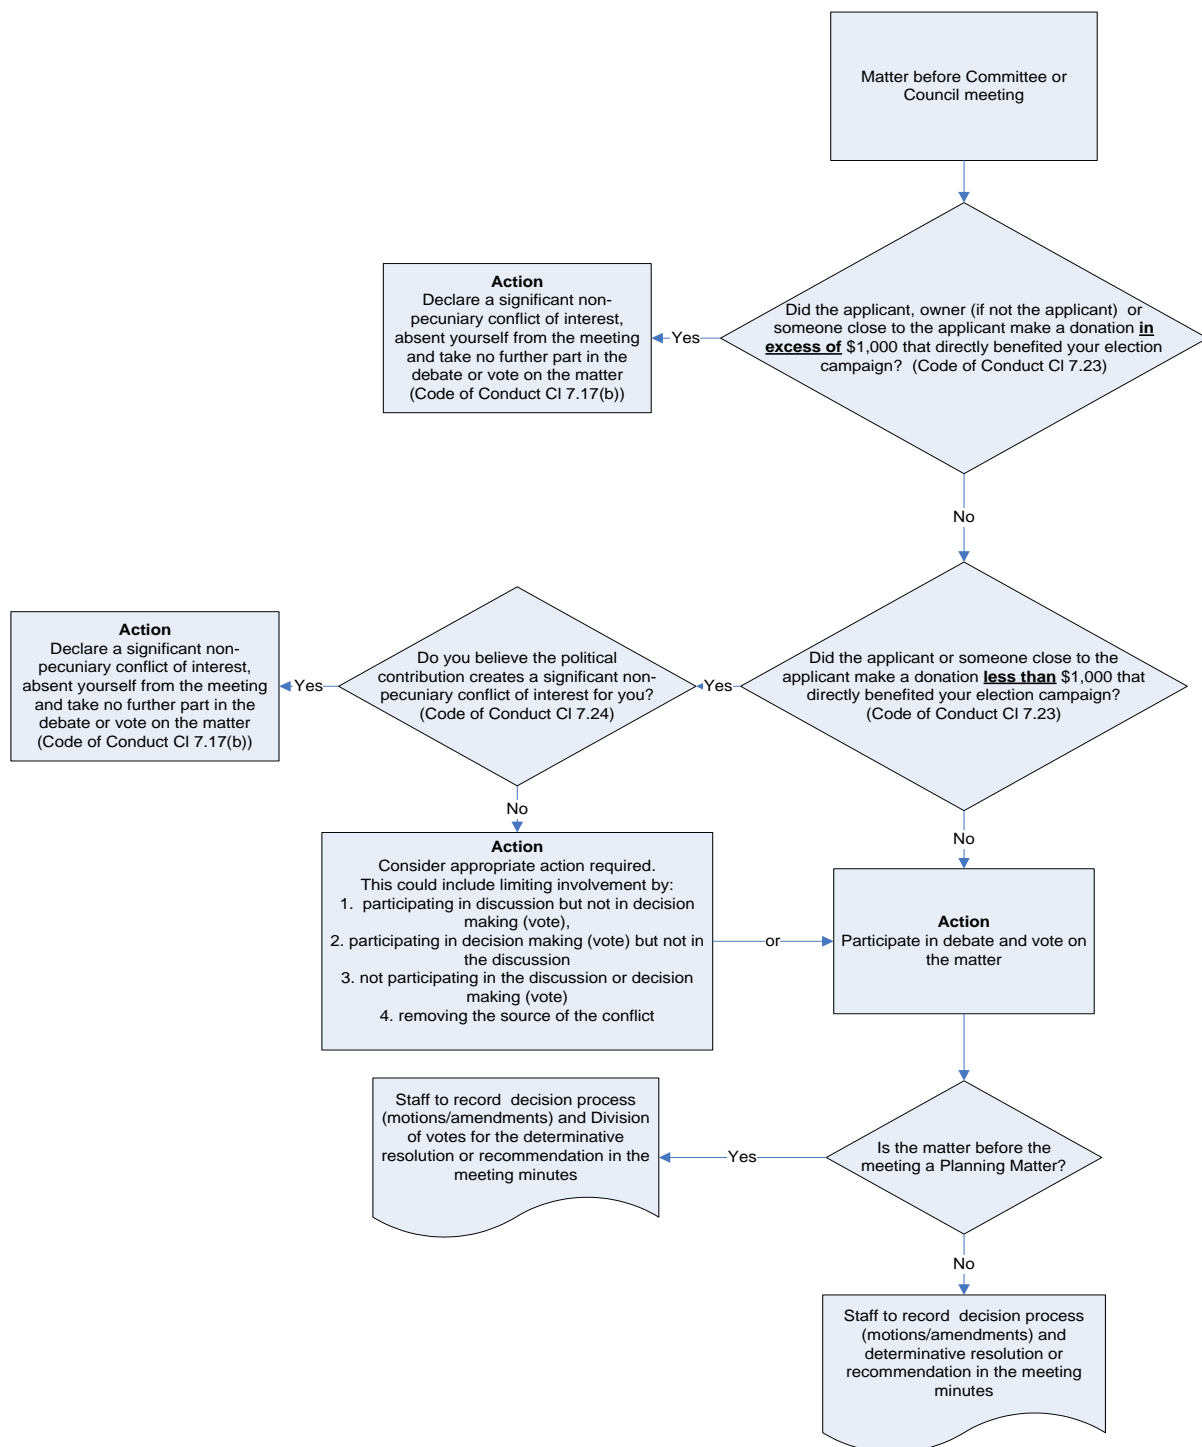 Matter before Committee or
Council meeting
Did the applicant, owner (if not the applicant)  or
someone close to the applicant make a donation in
excess of $1,000 that directly benefited your election
campaign?  (Code of Conduct Cl 7.23)
Yes
Action
Declare a significant non-
pecuniary conflict of interest,
absent yourself from the meeting
and take no further part in the
debate or vote on the matter
(Code of Conduct Cl 7.17(b))
No
Did the applicant or someone close to the
applicant make a donation less than $1,000 that
directly benefited your election campaign?
(Code of Conduct Cl 7.23)
Yes
Do you believe the political
contribution creates a significant non-
pecuniary conflict of interest for you?
(Code of Conduct Cl 7.24)
Yes
Action
Declare a significant non-
pecuniary conflict of interest,
absent yourself from the meeting
and take no further part in the
debate or vote on the matter
(Code of Conduct Cl 7.17(b))
No
Action
Consider appropriate action required.
This could include limiting involvement by:
1.  participating in discussion but not in decision
making (vote),
2. participating in decision making (vote) but not in
the discussion
3. not participating in the discussion or decision
making (vote)
4. removing the source of the conflict
or
No
Action
Participate in debate and vote on
the matter
Is the matter before the
meeting a Planning Matter?
Yes
Staff to record  decision process
(motions/amendments) and Division
of votes for the determinative
resolution or recommendation in the
meeting minutes
No
Staff to record  decision process
(motions/amendments) and
determinative resolution or
recommendation in the meeting
minutes